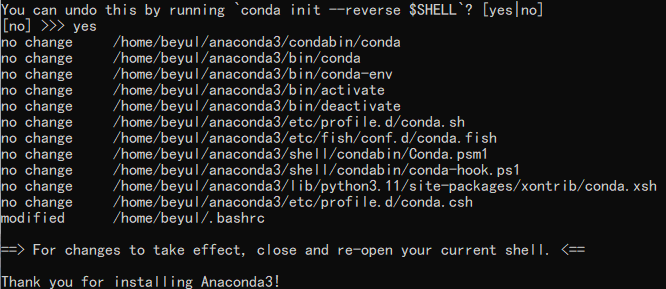 You can undo this by running `conda init --reverse $SHELL`? [yes|no]
[no] >>> yes
no change     /home/beyul/anaconda3/condabin/conda
no change     /home/beyul/anaconda3/bin/conda
no change     /home/beyul/anaconda3/bin/conda-env
no change     /home/beyul/anaconda3/bin/activate
no change     /home/beyul/anaconda3/bin/deactivate
no change     /home/beyul/anaconda3/etc/profile.d/conda.sh
no change     /home/beyul/anaconda3/etc/fish/conf.d/conda.fish
no change     /home/beyul/anaconda3/shell/condabin/Conda.psm1
no change     /home/beyul/anaconda3/shell/condabin/conda-hook.ps1
no change     /home/beyul/anaconda3/lib/python3.11/site-packages/xontrib/conda.xsh
no change     /home/beyul/anaconda3/etc/profile.d/conda.csh
modified      /home/beyul/.bashrc
==> For changes to take effect, close and re-open your current shell. <==
Thank you for installing Anaconda3!